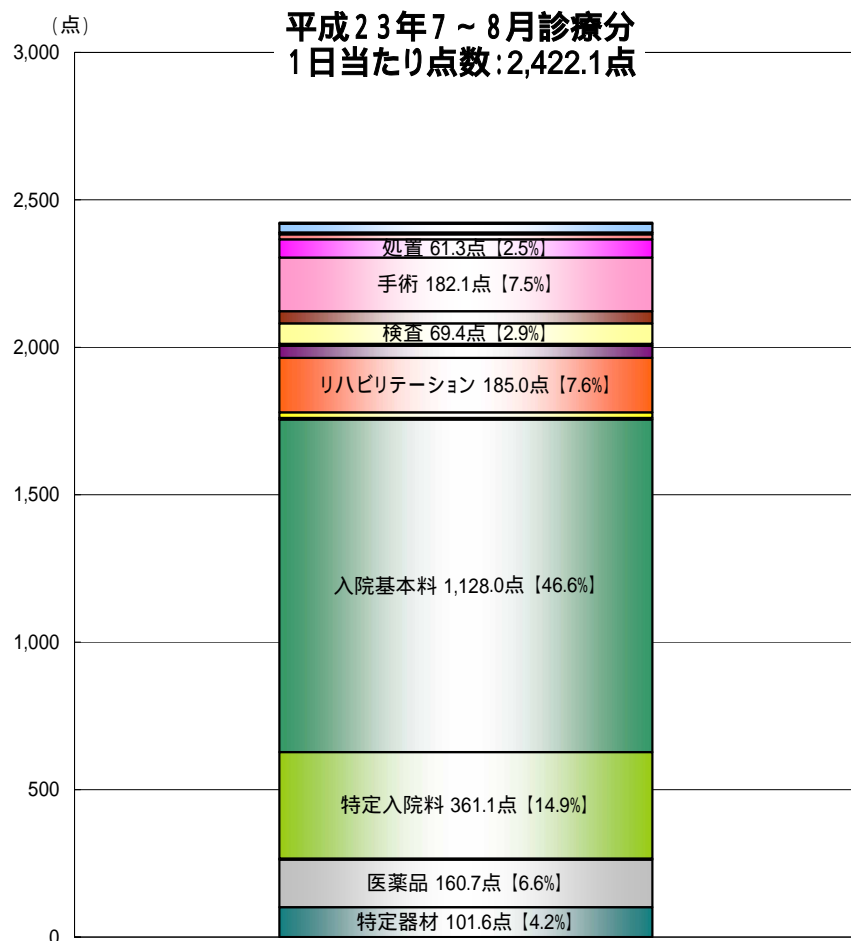 (点)
平成23年7~8月診療分
1日当たり点数:2,422.1点
3,000
2,500
処置 61.3点【2.5%】
手術 182.1点【7.5%】
検査 69.4点【2.9%】
2,000
リハビリテーション 185.0点【7.6%】
1,500
入院基本料 1,128.0点【46.6%】
1,000
500
特定入院料 361.1点【14.9%】
医薬品 160.7点【6.6%】
特定器材 101.6点【4.2%】
0